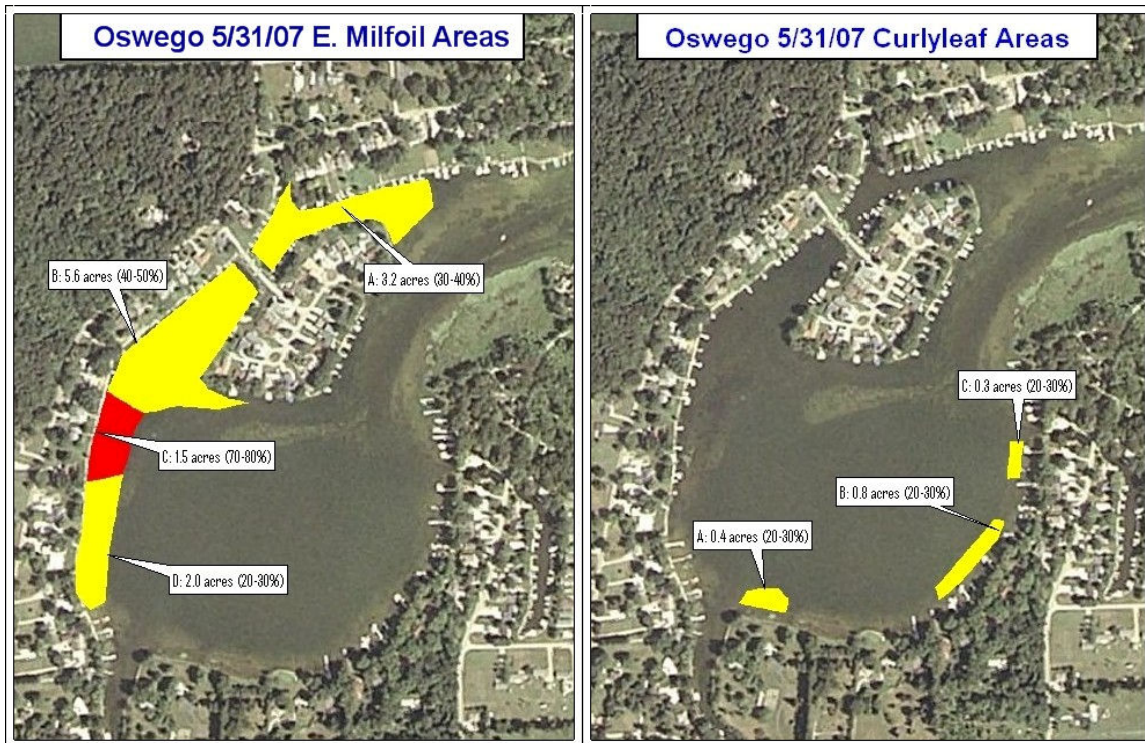 Oswego 5/31/07 E. Milfoil Areas
B: 5.6 acres (40-50%)
A: 3.2 acres (30-40%)
C: 1.5 acres (70-80%)
D: 2.0 acres (20-30%)
Oswego 5/31/07 Curlyleaf Areas
C: 0.3 acres (20-30%)
B: 0.8 acres (20-30%)
A: 0.4 acres (20-30%)